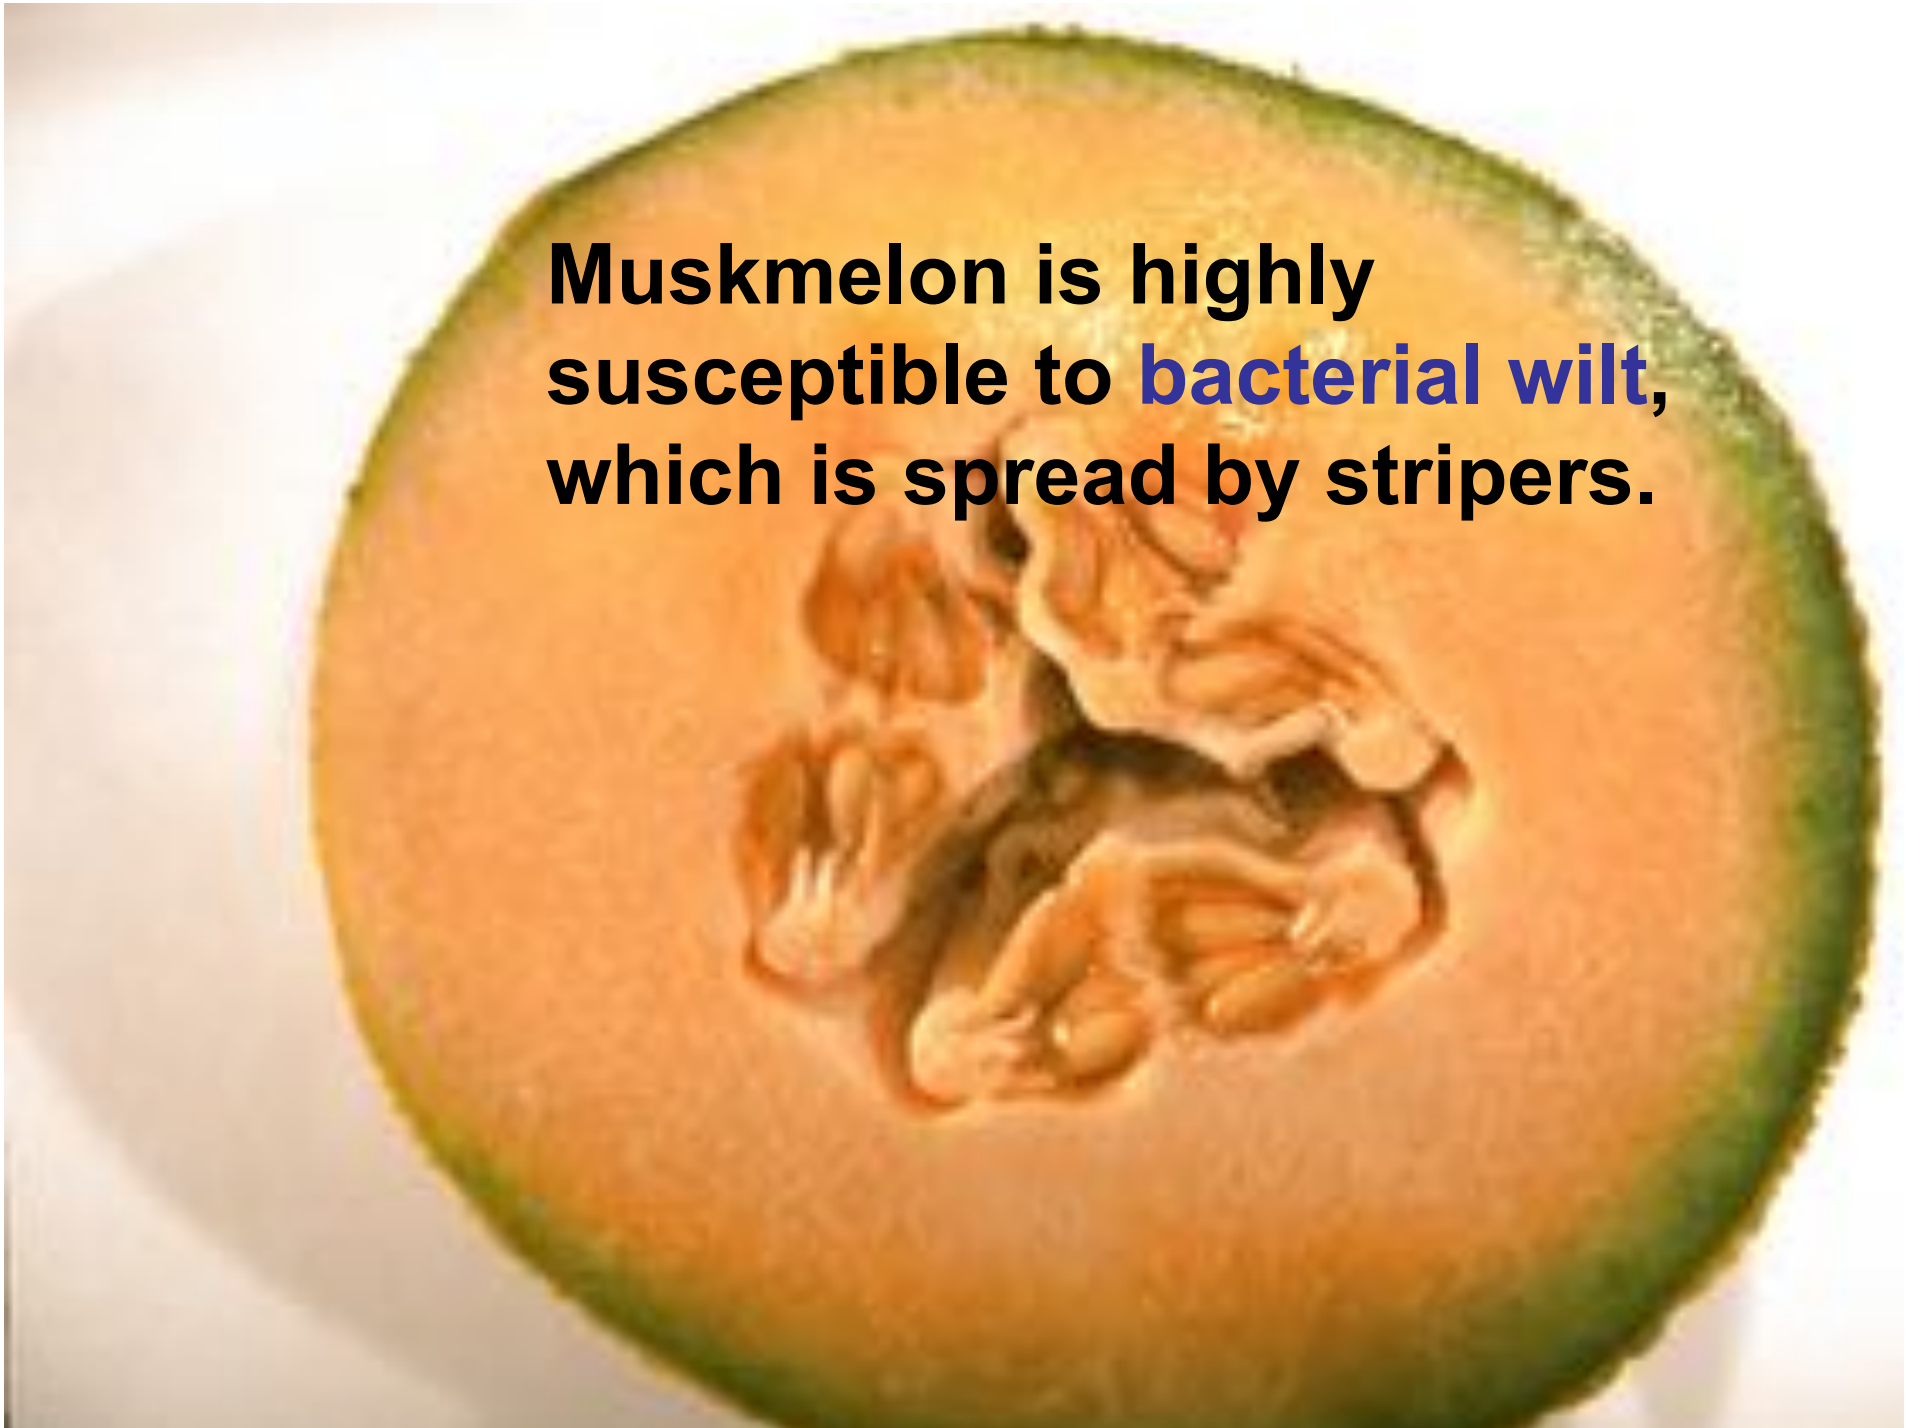 Muskmelon is highly
susceptible to bacterial wilt,
which is spread by stripers.